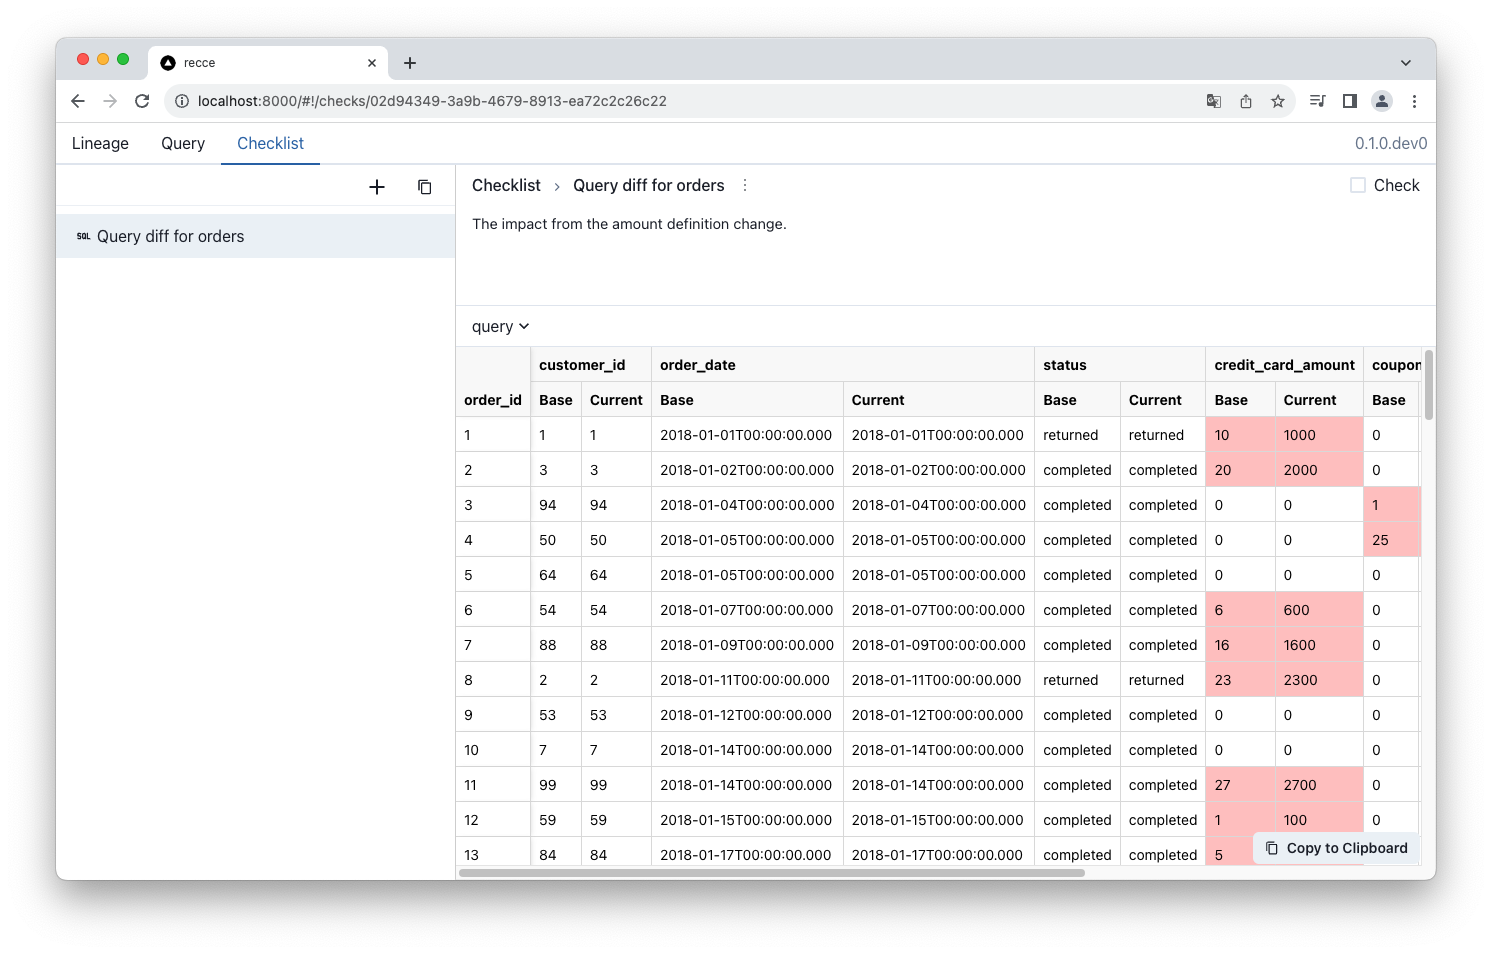 recce
localhost:8000/#!/checks/02d94349-3a9b-4679-8913-ea72c2c26c22
Lineage Query Checklist 0.1.0.dev0
Checklist › Query diff for orders Check
SQL Query diff for orders
The impact from the amount definition change.
query
customer_id order_date status credit_card_amount coupon
order_id Base Current Base Current Base Current Base Current Base
1 1 1 2018-01-01T00:00:00.000 2018-01-01T00:00:00.000 returned returned 10 1000 0
2 3 3 2018-01-02T00:00:00.000 2018-01-02T00:00:00.000 completed completed 20 2000 0
3 94 94 2018-01-04T00:00:00.000 2018-01-04T00:00:00.000 completed completed 0 0 1
4 50 50 2018-01-05T00:00:00.000 2018-01-05T00:00:00.000 completed completed 0 0 25
5 64 64 2018-01-05T00:00:00.000 2018-01-05T00:00:00.000 completed completed 0 0 0
6 54 54 2018-01-07T00:00:00.000 2018-01-07T00:00:00.000 completed completed 6 600 0
7 88 88 2018-01-09T00:00:00.000 2018-01-09T00:00:00.000 completed completed 16 1600 0
8 2 2 2018-01-11T00:00:00.000 2018-01-11T00:00:00.000 returned returned 23 2300 0
9 53 53 2018-01-12T00:00:00.000 2018-01-12T00:00:00.000 completed completed 0 0 0
10 7 7 2018-01-14T00:00:00.000 2018-01-14T00:00:00.000 completed completed 0 0 0
11 99 99 2018-01-14T00:00:00.000 2018-01-14T00:00:00.000 completed completed 27 2700 0
12 59 59 2018-01-15T00:00:00.000 2018-01-15T00:00:00.000 completed completed 1 100 0
13 84 84 2018-01-17T00:00:00.000 2018-01-17T00:00:00.000 completed completed 5
Copy to Clipboard